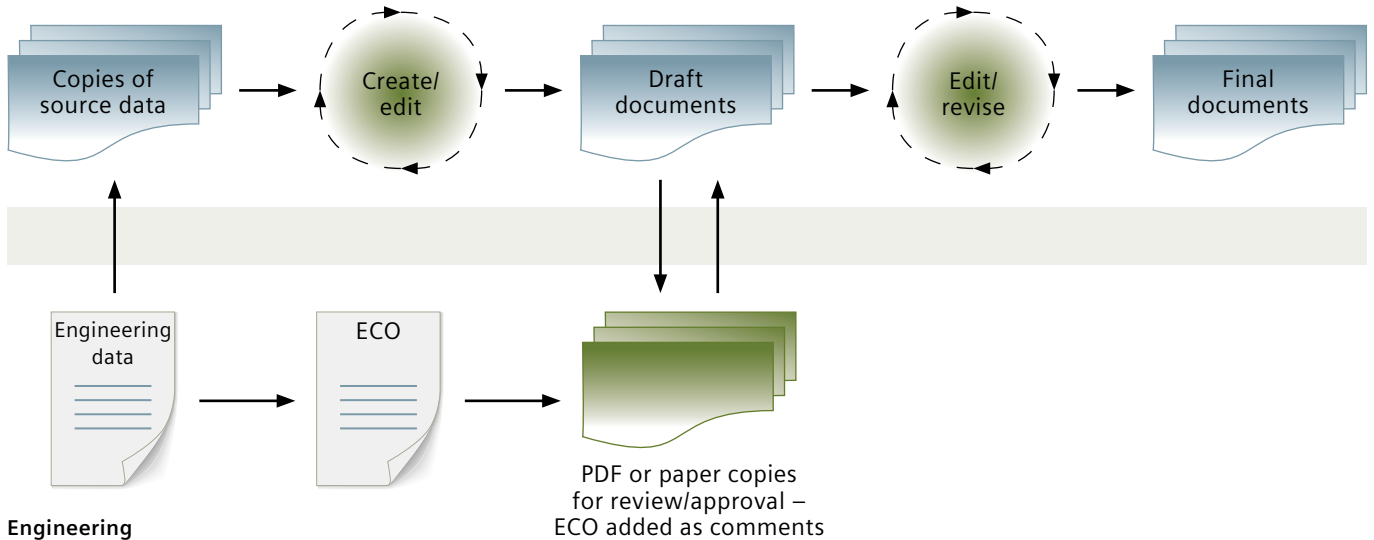 Copies of
source data
Create/
edit
Draft
documents
Edit/
revise
Final
documents
Engineering
data
ECO
PDF or paper copies
for review/approval –
ECO added as comments
Engineering